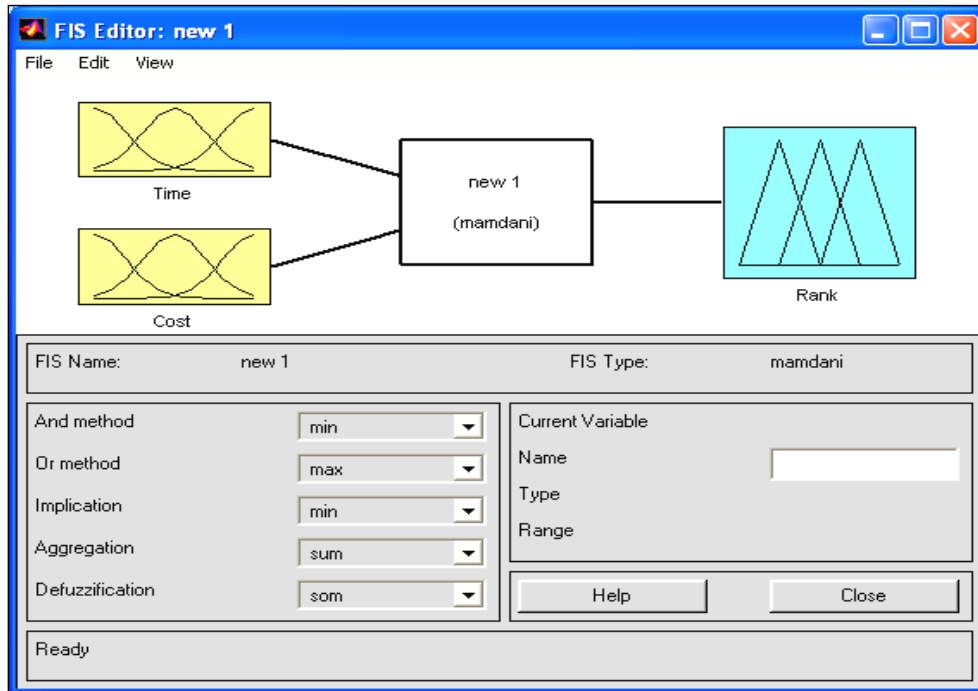 FIS Editor: new 1
File Edit View
Time
Cost
new 1
(mamdani)
Rank
FIS Name: new 1 FIS Type: mamdani
And method min
Or method max
Implication min
Aggregation sum
Defuzzification som
Current Variable
Name
Type
Range
Help Close
Ready